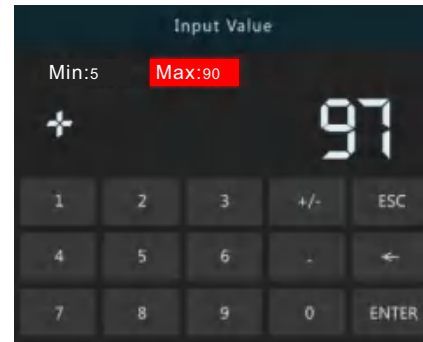 Input Value
Min:5 Max:90
+ 97
1 2 3 +/- ESC
4 5 6 . ←
7 8 9 0 ENTER